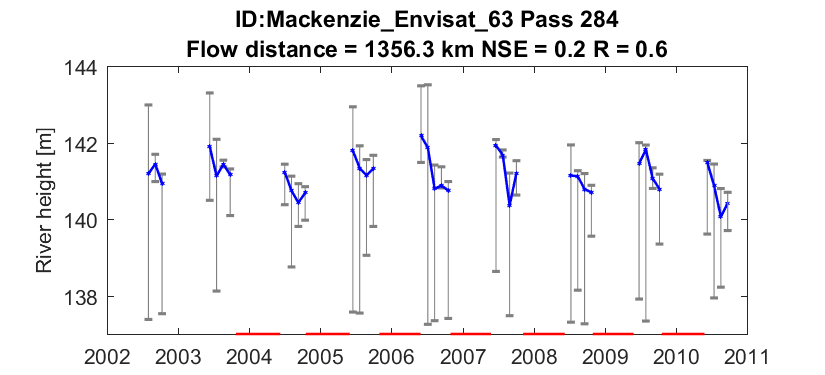 ID:Mackenzie_Envisat_63 Pass 284
Flow distance = 1356.3 km NSE = 0.2 R = 0.6
River height [m]
144
142
140
138
2002 2003 2004 2005 2006 2007 2008 2009 2010 2011